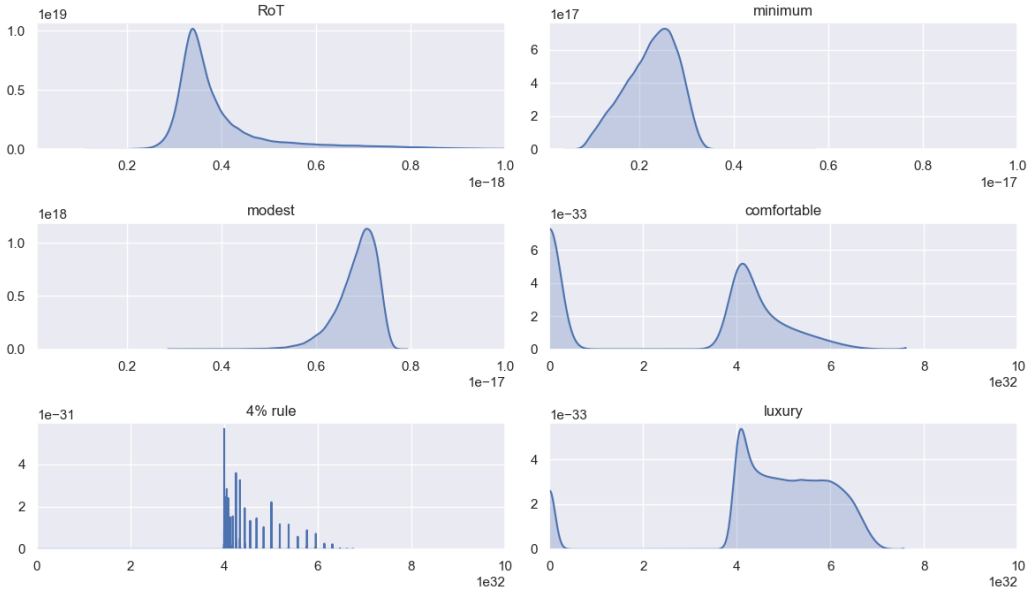 RoT
1e19
1.0
0.5
0.0
0.2 0.4 0.6 0.8 1.0
1e−18
minimum
1e17
6
4
2
0
0.2 0.4 0.6 0.8 1.0
1e−17
modest
1e18
1.0
0.5
0.0
0.2 0.4 0.6 0.8 1.0
1e−17
comfortable
1e−33
6
4
2
0
0 2 4 6 8 10
1e32
4% rule
1e−31
4
2
0
0 2 4 6 8 10
1e32
luxury
1e−33
4
2
0
0 2 4 6 8 10
1e32